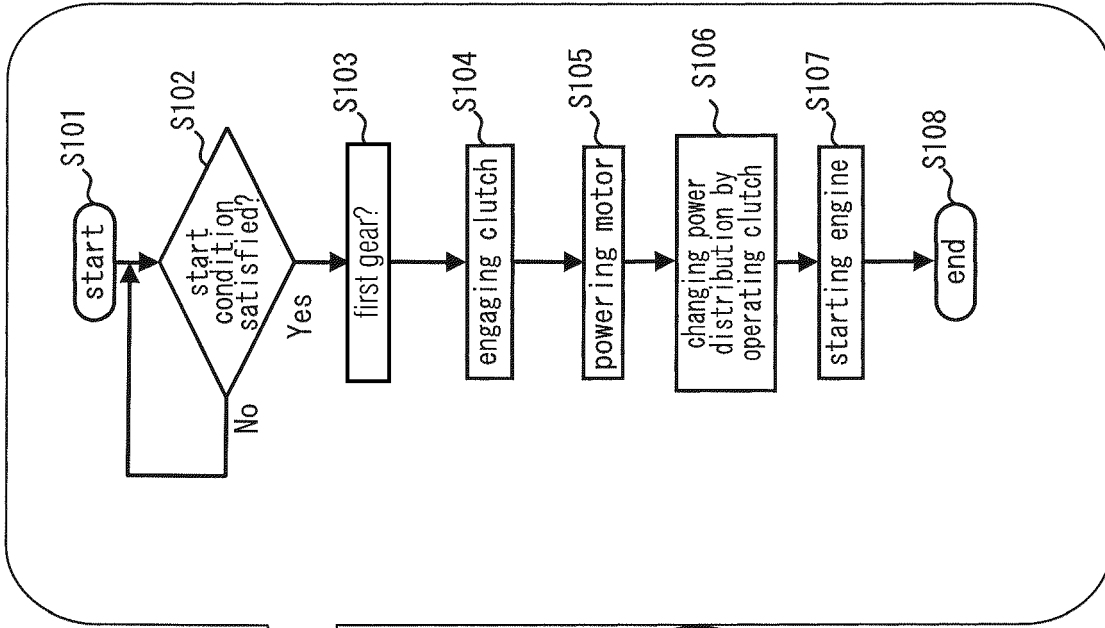 start
S101
start
condition
satisfied?
S102
No
Yes
first gear?
S103
engaging clutch
S104
powering motor
S105
changing power
distribution by
operating clutch
S106
starting engine
S107
end
S108